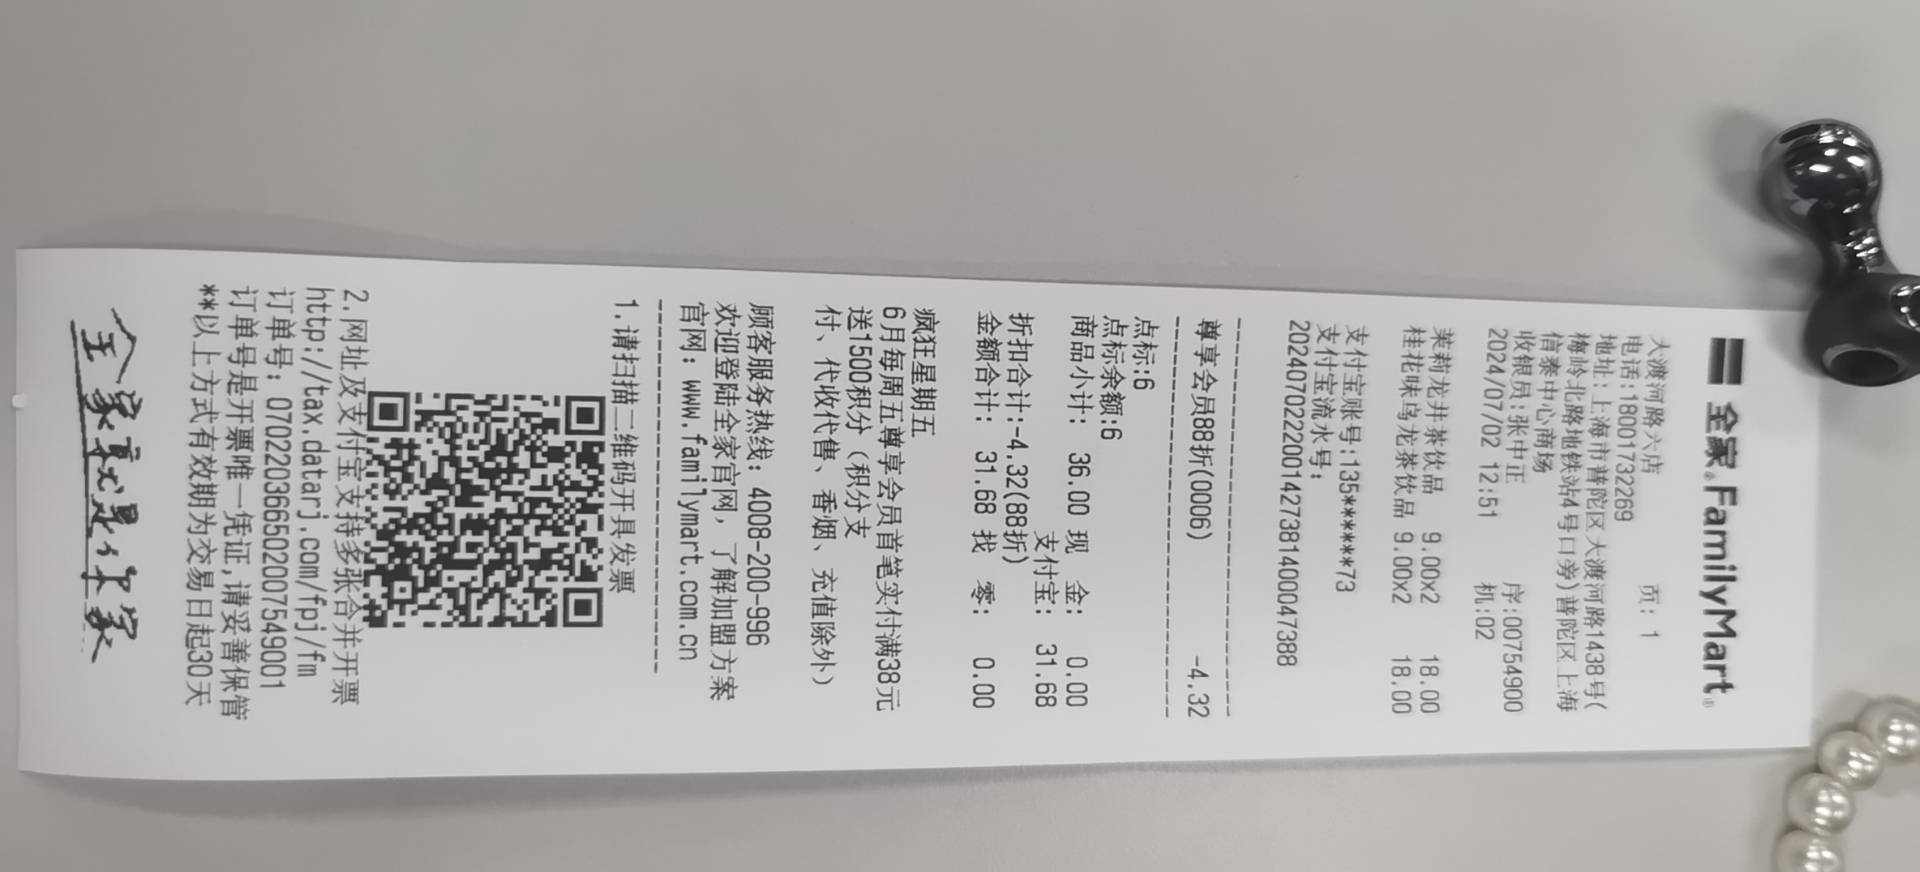 全家 FamilyMart
大渡河路六店 页:1
电话:18001732269
地址:上海市普陀区大渡河路1438号(
梅岭北路地铁站4号口旁)普陀区上海
信泰中心商场
收银员:张中正 序:00754900
2024/07/02 12:51 机:02
茉莉龙井茶饮品 9.00x2 18.00
桂花味乌龙茶饮品 9.00x2 18.00
支付宝账号:135******73
支付宝流水号:
2024070222001427381400047388
尊享会员88折(0006) -4.32
点标:6
点标余额:6
商品小计: 36.00 现 金: 0.00
支付宝: 31.68
折扣合计:-4.32(88折)
金额合计: 31.68 找 零: 0.00
疯狂星期五
6月每周五尊享会员首笔实付满38元
送1500积分(积分支
付、代收代售、香烟、充值除外)
顾客服务热线: 4008-200-996
欢迎登陆全家官网,了解加盟方案
官网: www.familymart.com.cn
1.请扫描二维码开具发票
2.网址及支付宝支持多张合并开票
http://tax.datarj.com/fpj/fm
订单号是开票唯一凭证,请妥善保管
**以上方式有效期为交易日起30天
全家就是你家